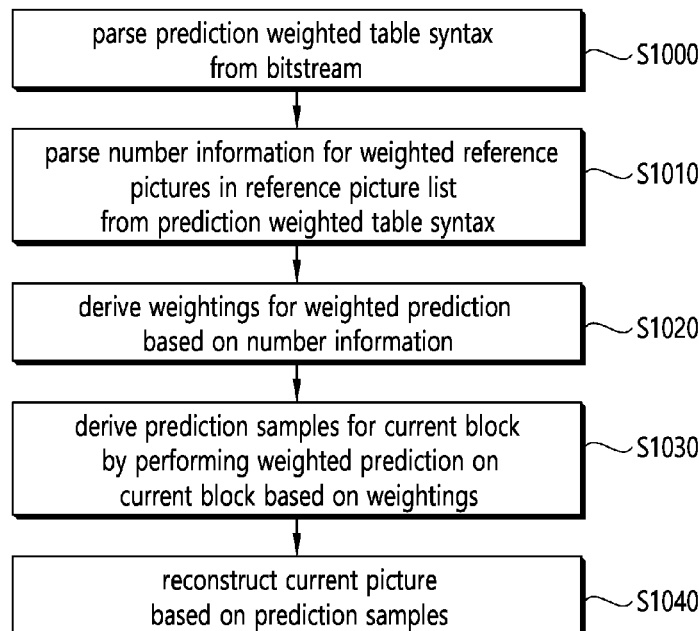 parse prediction weighted table syntax
from bitstream
S1000
parse number information for weighted reference
pictures in reference picture list
from prediction weighted table syntax
S1010
derive weightings for weighted prediction
based on number information
S1020
derive prediction samples for current block
by performing weighted prediction on
current block based on weightings
S1030
reconstruct current picture
based on prediction samples
S1040